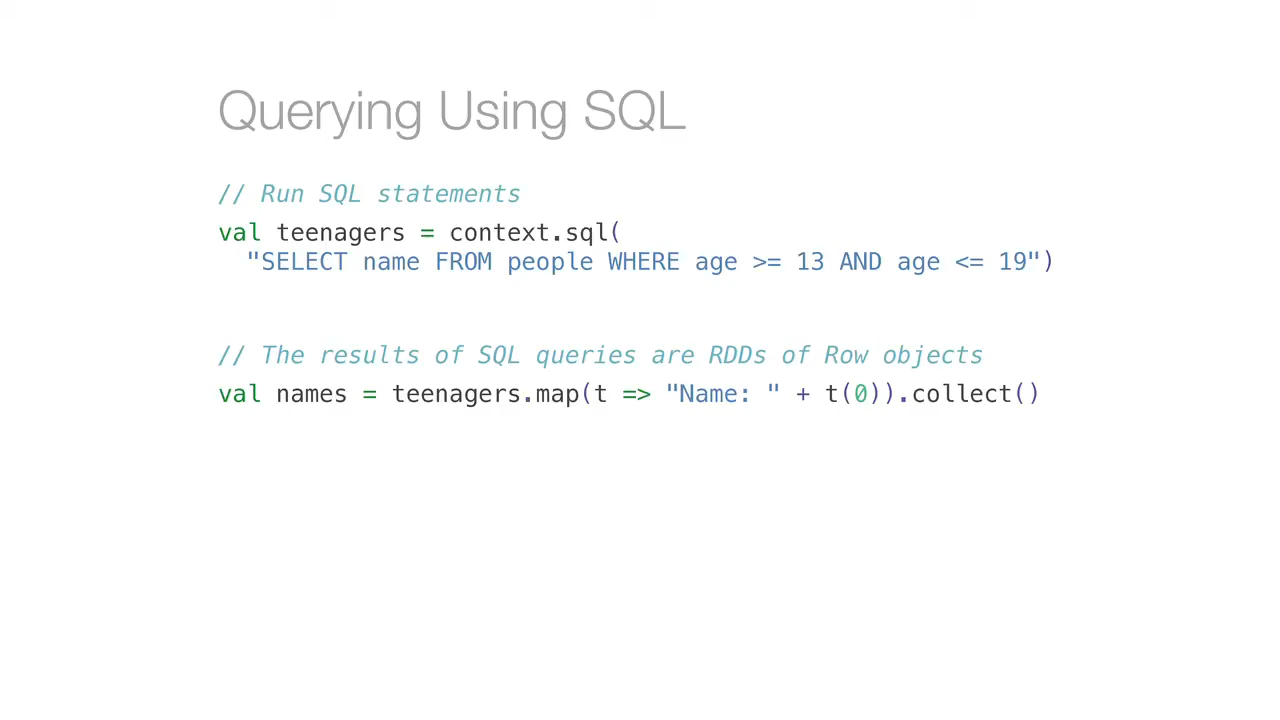 Querying Using SQL
// Run SQL statements
val teenagers = context.sql(
"SELECT name FROM people WHERE age >= 13 AND age <= 19")
// The results of SQL queries are RDDs of Row objects
val names = teenagers.map(t => "Name: " + t(0)).collect()